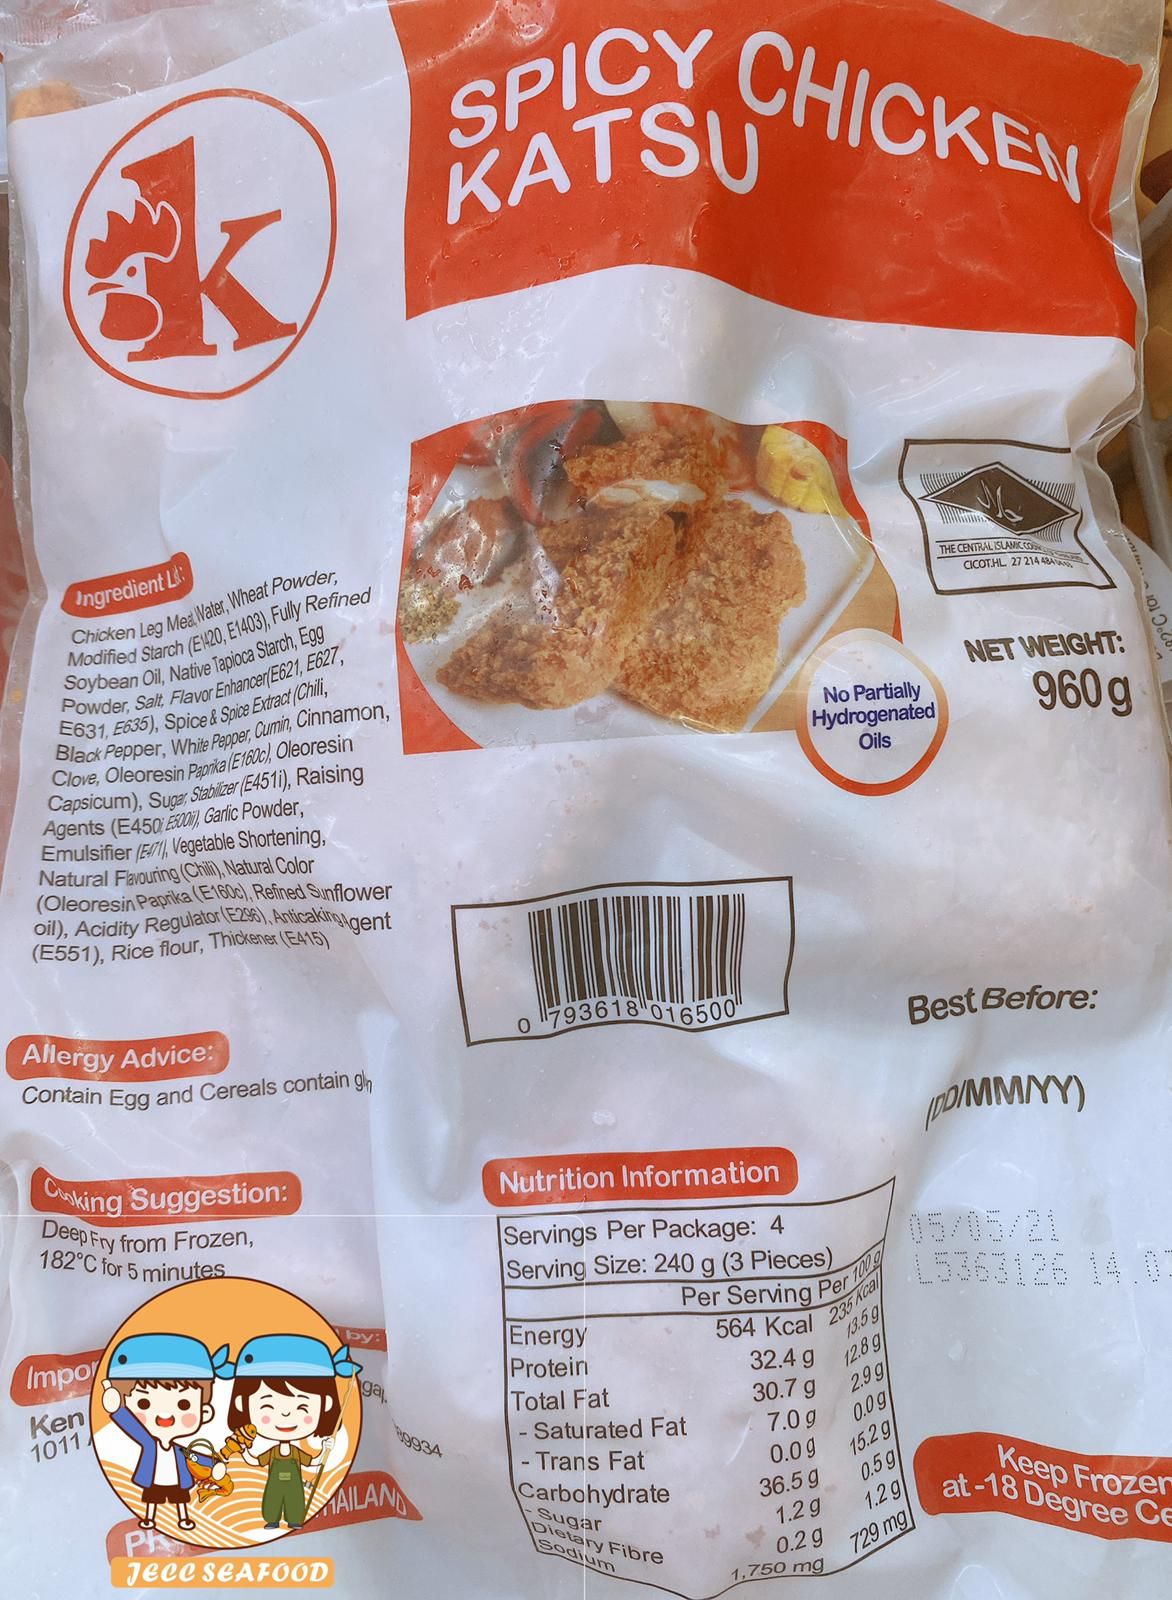 SPICY CHICKEN
KATSU
k
THE CENTRAL ISLAMIC
CICOT.HL. 27 214 484
NET WEIGHT:
960 g
No Partially
Hydrogenated
Oils
Ingredient
Chicken Leg Meat, Water, Wheat Powder,
Modified Starch (E1420, E1403), Fully Refined
Soybean Oil, Native Tapioca Starch, Egg
Powder, Salt, Flavor Enhancer(E621, E627,
E631, E635), Spice & Spice Extract (Chili,
Black Pepper, White Pepper, Cumin, Cinnamon,
Clove, Oleoresin Paprika (E160c), Oleoresin
Capsicum), Sugar, Stabilizer (E451i), Raising
Agents (E450i, E500ii), Garlic Powder,
Emulsifier (E471), Vegetable Shortening,
Natural Flavouring (Chili), Natural Color
(Oleoresin Paprika (E160c), Refined Sunflower
oil), Acidity Regulator (E296), Anticaking Agent
(E551), Rice flour, Thickener (E415)
0 793618 016500
Best Before:
(DD/MM/YY)
05/05/21
L5363126 14
Allergy Advice:
Contain Egg and Cereals contain
Cooking Suggestion:
Deep Fry from Frozen,
182°C for 5 minutes
by:
Ken
1011
89934
Nutrition Information
Servings Per Package: 4
Serving Size: 240 g (3 Pieces)
Per Serving Per 100 g
Energy 564 Kcal 235 Kcal
Protein 32.4 g 13.5 g
Total Fat 30.7 g 12.8 g
- Saturated Fat 7.0 g 2.9 g
- Trans Fat 0.0 g 0.0 g
Carbohydrate 36.5 g 15.2 g
- Sugar 1.2 g 0.5 g
Dietary Fibre 0.2 g 1.2 g
Sodium 1,750 mg 729 mg
Keep Frozen
at -18 Degree
JECC SEAFOOD